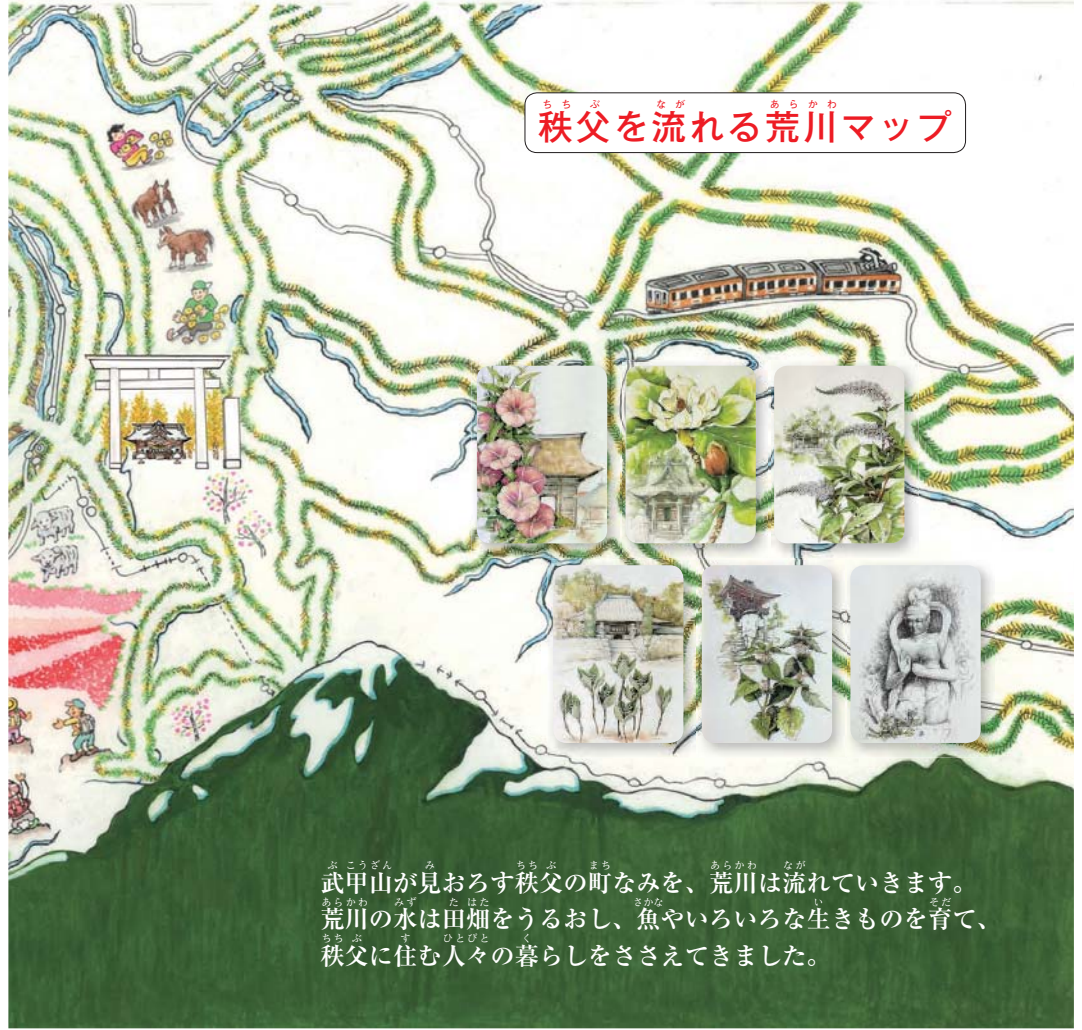 秩父を流れる荒川マップ
武甲山が見おろす秩父の町なみを、荒川は流れていきます。
荒川の水は田畑をうるおし、魚やいろいろな生きものを育て、
秩父に住む人々の暮らしをささえてきました。